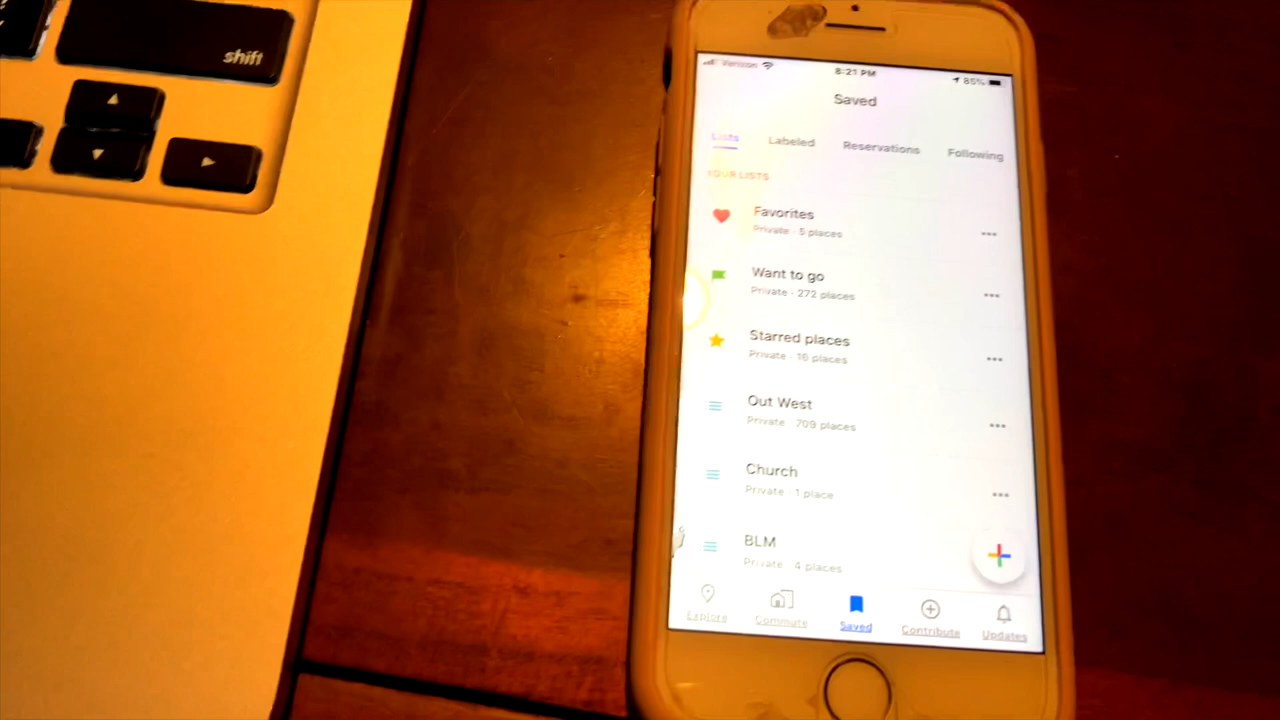 shift
Verizon 8:21 PM 85%
Saved
Lists Labeled Reservations Following
YOUR LISTS
Favorites
Private · 5 places
Want to go
Private · 272 places
Starred places
Private · 16 places
Out West
Private · 709 places
Church
Private · 1 place
BLM
Private · 4 places
Explore Commute Saved Contribute Updates